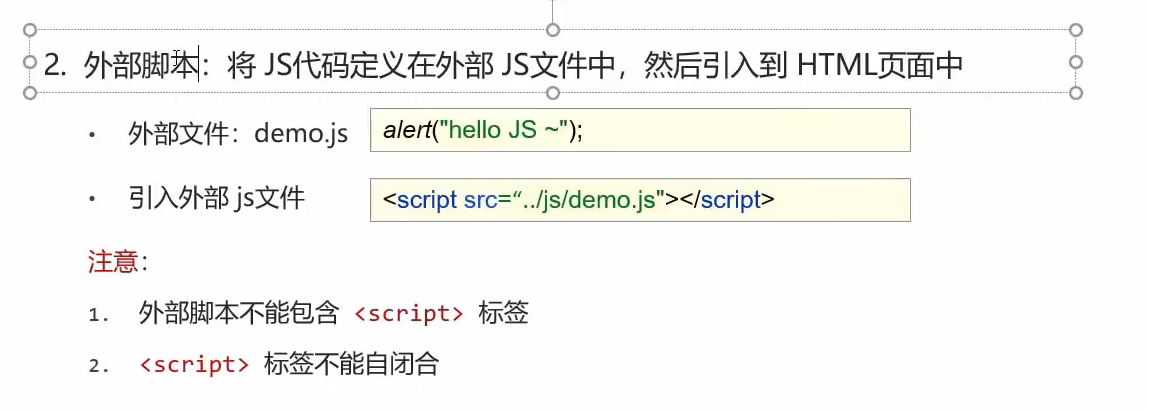 2. 外部脚本：将 JS代码定义在外部 JS文件中，然后引入到 HTML页面中
• 外部文件：demo.js alert("hello JS ~");
• 引入外部 js文件 <script src=“../js/demo.js"></script>
注意：
1. 外部脚本不能包含 <script> 标签
2. <script> 标签不能自闭合